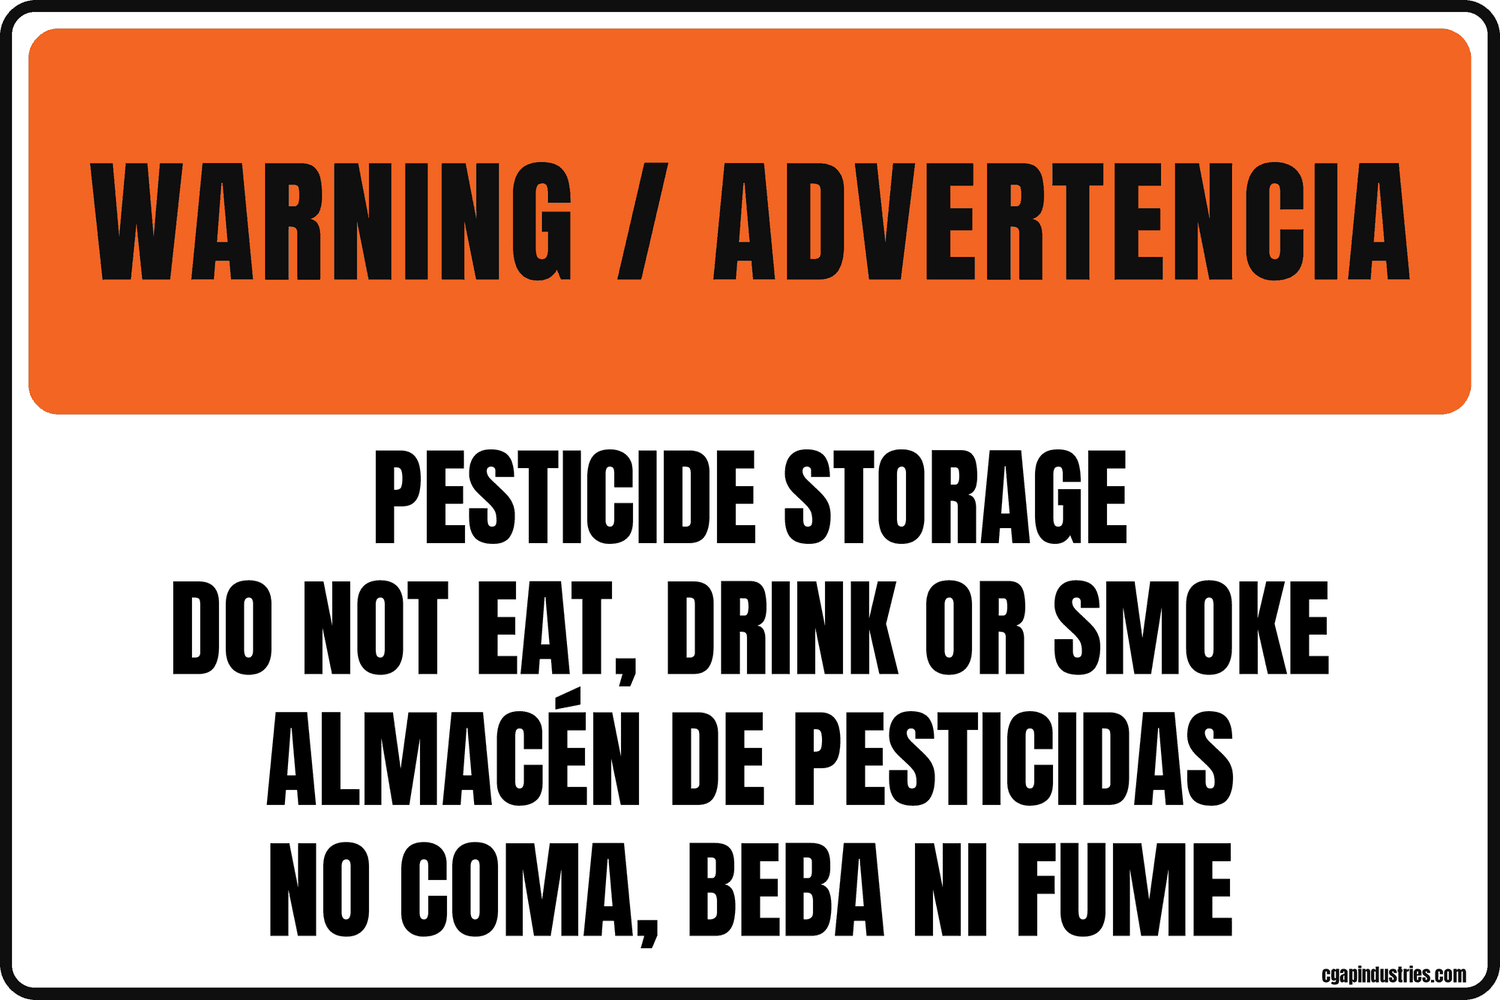 WARNING / ADVERTENCIA
PESTICIDE STORAGE
DO NOT EAT, DRINK OR SMOKE
ALMACÉN DE PESTICIDAS
NO COMA, BEBA NI FUME
cgapindustries.com